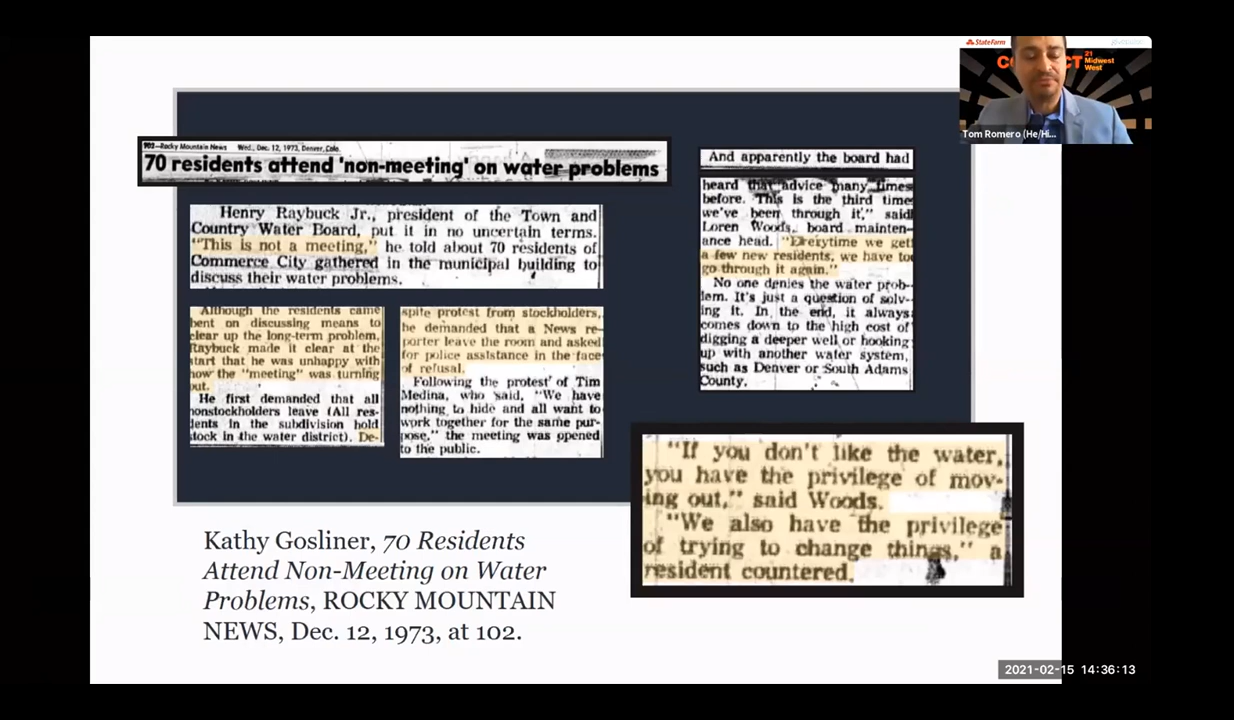 902—Rocky Mountain News Wed., Dec. 12, 1973, Denver, Colo.
70 residents attend 'non-meeting' on water problems
Henry Raybuck Jr., president of the Town and
Country Water Board, put it in no uncertain terms.
"This is not a meeting," he told about 70 residents of
Commerce City gathered in the municipal building to
discuss their water problems.
Although the residents came
bent on discussing means to
clear up the long-term problem,
Raybuck made it clear at the
start that he was unhappy with
how the "meeting" was turning
out.
He first demanded that all
nonstockholders leave (All res-
idents in the subdivision hold
stock in the water district). De-
spite protest from stockholders,
he demanded that a News re-
porter leave the room and asked
for police assistance in the face
of refusal.
Following the protest of Tim
Medina, who said, "We have
nothing to hide and all want to
work together for the same pur-
pose," the meeting was opened
to the public.
And apparently the board had
heard that advice many times
before. "This is the third time
we've been through it," said
Loren Woods, board mainten-
ance head. "Everytime we get
a few new residents, we have to
go through it again."
No one denies the water prob-
lem. It's just a question of solv-
ing it. In the end, it always
comes down to the high cost of
digging a deeper well or hooking
up with another water system,
such as Denver or South Adams
County.
"If you don't like the water,
you have the privilege of mov-
ing out," said Woods.
"We also have the privilege
of trying to change things," a
resident countered.
Kathy Gosliner, 70 Residents
Attend Non-Meeting on Water
Problems, ROCKY MOUNTAIN
NEWS, Dec. 12, 1973, at 102.
StateFarm
21
Midwest
West
Tom Romero (He/Hi...
2021-02-15 14:36:13